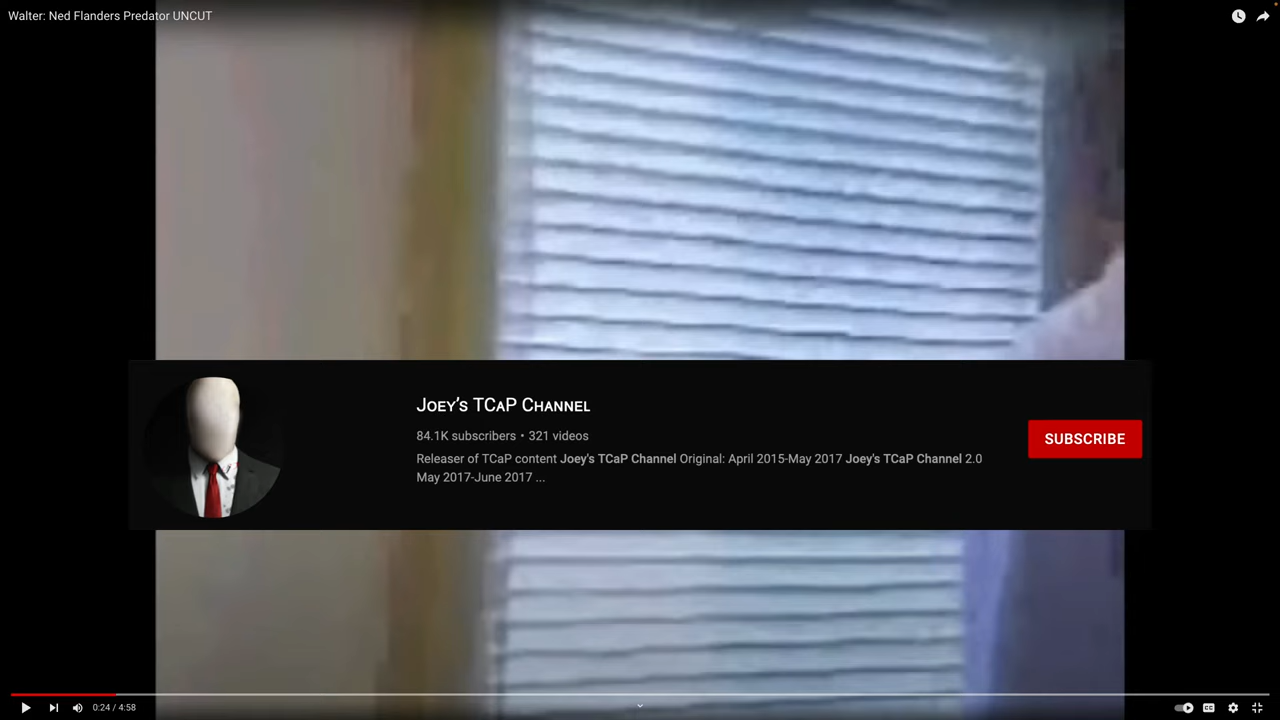 Walter: Ned Flanders Predator UNCUT
Joey's TCaP Channel
84.1K subscribers • 321 videos
Releaser of TCaP content Joey's TCaP Channel Original: April 2015-May 2017 Joey's TCaP Channel 2.0
May 2017-June 2017 ...
SUBSCRIBE
0:24 / 4:58
CC